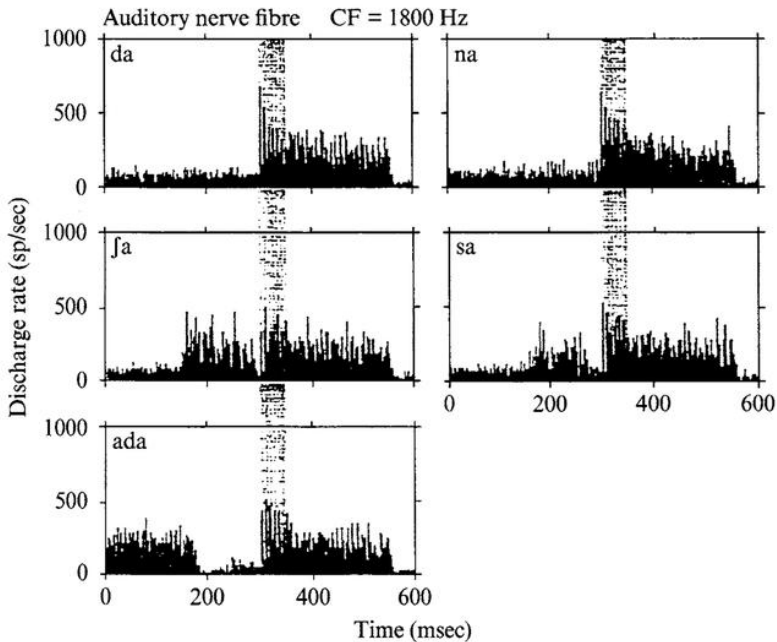 Auditory nerve fibre CF = 1800 Hz
Discharge rate (sp/sec)
1000
500
0
da
na
1000
500
0
ʃa
sa
0 200 400 600
1000
500
0
ada
0 200 400 600
Time (msec)